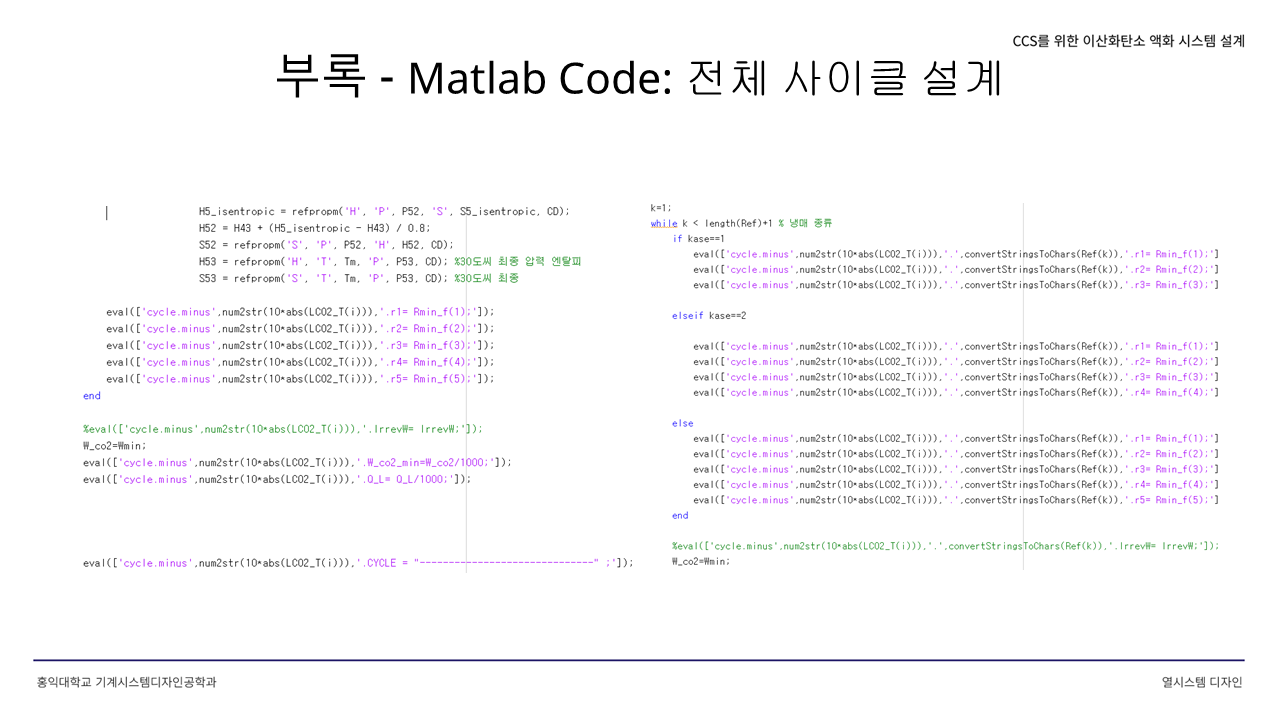 CCS를 위한 이산화탄소 액화 시스템 설계
부록 - Matlab Code: 전체 사이클 설계
H5_isentropic = refpropm('H', 'P', P52, 'S', S5_isentropic, CD);
H52 = H43 + (H5_isentropic - H43) / 0.8;
S52 = refpropm('S', 'P', P52, 'H', H52, CD);
H53 = refpropm('H', 'T', Tm, 'P', P53, CD); %30도씨 최종 압력 엔탈피
S53 = refpropm('S', 'T', Tm, 'P', P53, CD); %30도씨 최종
eval(['cycle.minus',num2str(10*abs(LCO2_T(i))),'.r1= Rmin_f(1);']);
eval(['cycle.minus',num2str(10*abs(LCO2_T(i))),'.r2= Rmin_f(2);']);
eval(['cycle.minus',num2str(10*abs(LCO2_T(i))),'.r3= Rmin_f(3);']);
eval(['cycle.minus',num2str(10*abs(LCO2_T(i))),'.r4= Rmin_f(4);']);
eval(['cycle.minus',num2str(10*abs(LCO2_T(i))),'.r5= Rmin_f(5);']);
end
%eval(['cycle.minus',num2str(10*abs(LCO2_T(i))),'.IrrevW= IrrevW;']);
W_co2=Wmin;
eval(['cycle.minus',num2str(10*abs(LCO2_T(i))),'.W_co2_min=W_co2/1000;']);
eval(['cycle.minus',num2str(10*abs(LCO2_T(i))),'.Q_L= Q_L/1000;']);
eval(['cycle.minus',num2str(10*abs(LCO2_T(i))),'.CYCLE = "------------------------------" ;']);
k=1;
while k < length(Ref)+1 % 냉매 종류
if kase==1
eval(['cycle.minus',num2str(10*abs(LCO2_T(i))),'.',convertStringsToChars(Ref(k)),'.r1= Rmin_f(1);']
eval(['cycle.minus',num2str(10*abs(LCO2_T(i))),'.',convertStringsToChars(Ref(k)),'.r2= Rmin_f(2);']
eval(['cycle.minus',num2str(10*abs(LCO2_T(i))),'.',convertStringsToChars(Ref(k)),'.r3= Rmin_f(3);']
elseif kase==2
eval(['cycle.minus',num2str(10*abs(LCO2_T(i))),'.',convertStringsToChars(Ref(k)),'.r1= Rmin_f(1);']
eval(['cycle.minus',num2str(10*abs(LCO2_T(i))),'.',convertStringsToChars(Ref(k)),'.r2= Rmin_f(2);']
eval(['cycle.minus',num2str(10*abs(LCO2_T(i))),'.',convertStringsToChars(Ref(k)),'.r3= Rmin_f(3);']
eval(['cycle.minus',num2str(10*abs(LCO2_T(i))),'.',convertStringsToChars(Ref(k)),'.r4= Rmin_f(4);']
else
eval(['cycle.minus',num2str(10*abs(LCO2_T(i))),'.',convertStringsToChars(Ref(k)),'.r1= Rmin_f(1);']
eval(['cycle.minus',num2str(10*abs(LCO2_T(i))),'.',convertStringsToChars(Ref(k)),'.r2= Rmin_f(2);']
eval(['cycle.minus',num2str(10*abs(LCO2_T(i))),'.',convertStringsToChars(Ref(k)),'.r3= Rmin_f(3);']
eval(['cycle.minus',num2str(10*abs(LCO2_T(i))),'.',convertStringsToChars(Ref(k)),'.r4= Rmin_f(4);']
eval(['cycle.minus',num2str(10*abs(LCO2_T(i))),'.',convertStringsToChars(Ref(k)),'.r5= Rmin_f(5);']
end
%eval(['cycle.minus',num2str(10*abs(LCO2_T(i))),'.',convertStringsToChars(Ref(k)),'.IrrevW= IrrevW;']);
W_co2=Wmin;
홍익대학교 기계시스템디자인공학과
열시스템 디자인